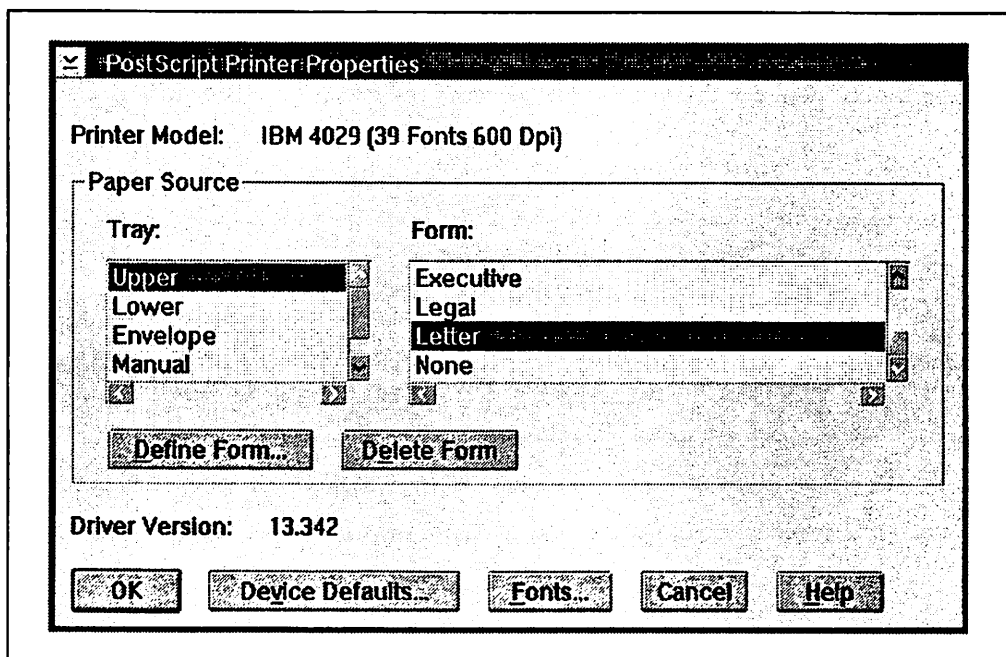 PostScript Printer Properties
Printer Model: IBM 4029 (39 Fonts 600 Dpi)
Paper Source
Tray: Form:
Upper Executive
Lower Legal
Envelope Letter
Manual None
Define Form... Delete Form
Driver Version: 13.342
OK Device Defaults... Fonts... Cancel Help